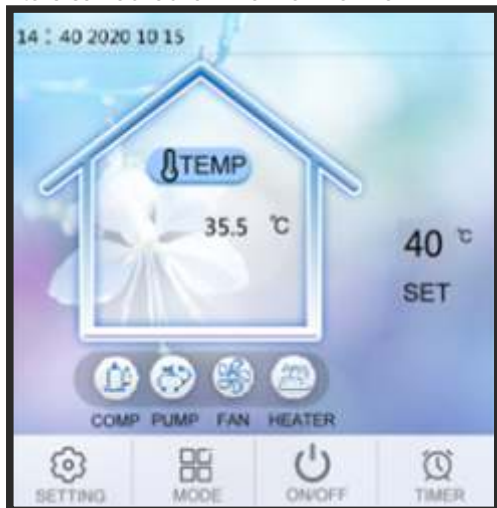 14 : 40 2020 10 15
TEMP
35.5 ℃
40 ℃
SET
COMP PUMP FAN HEATER
SETTING MODE ON/OFF TIMER